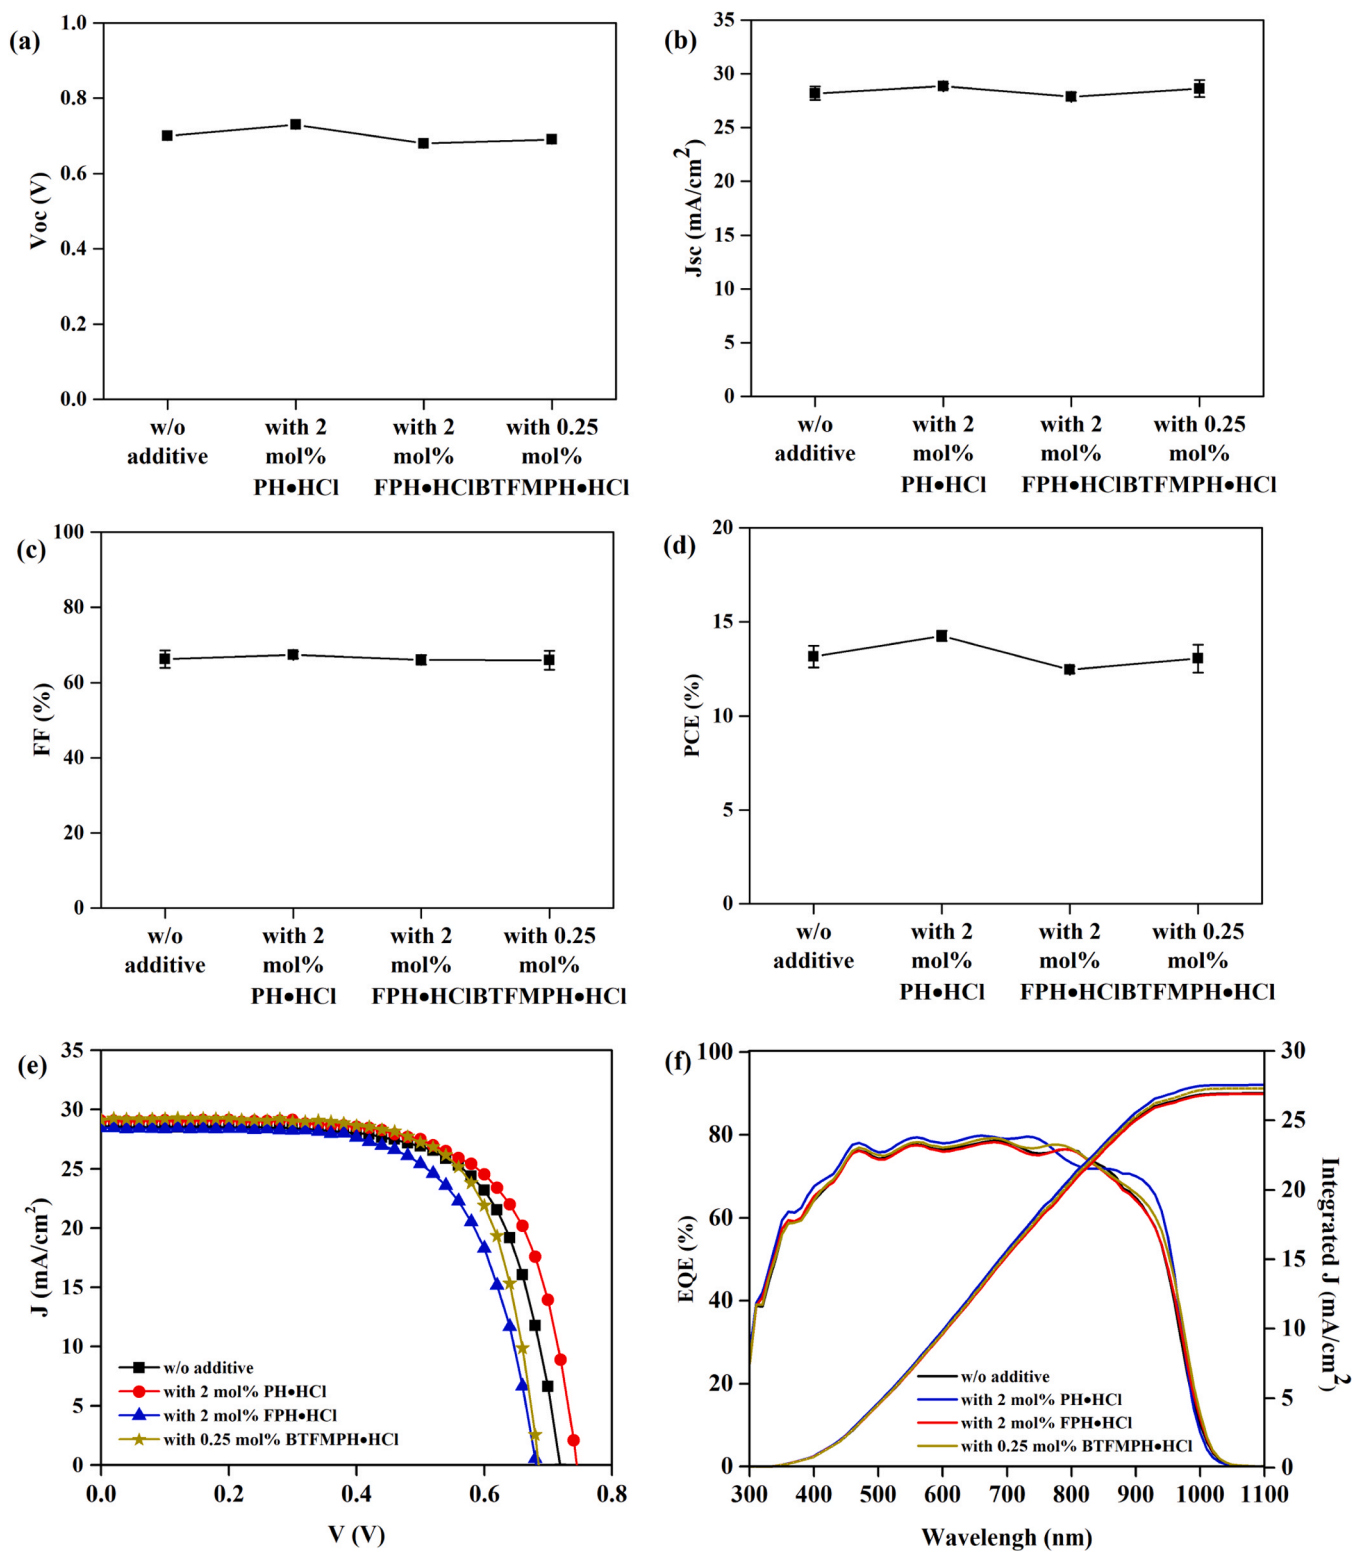 (a)
1.0
0.8
0.6
0.4
0.2
0.0
Voc (V)
w/o additive
with 2 mol% PH●HCl
with 2 mol% FPH●HCl
with 0.25 mol% BTFMPH●HCl
(b)
35
30
25
20
15
10
5
0
Jsc (mA/cm2)
w/o additive
with 2 mol% PH●HCl
with 2 mol% FPH●HCl
with 0.25 mol% BTFMPH●HCl
(c)
100
80
60
40
20
0
FF (%)
w/o additive
with 2 mol% PH●HCl
with 2 mol% FPH●HCl
with 0.25 mol% BTFMPH●HCl
(d)
20
15
10
5
0
PCE (%)
w/o additive
with 2 mol% PH●HCl
with 2 mol% FPH●HCl
with 0.25 mol% BTFMPH●HCl
(e)
35
30
25
20
15
10
5
0
J (mA/cm2)
w/o additive
with 2 mol% PH●HCl
with 2 mol% FPH●HCl
with 0.25 mol% BTFMPH●HCl
0.0 0.2 0.4 0.6 0.8
V (V)
(f)
100
80
60
40
20
0
EQE (%)
w/o additive
with 2 mol% PH●HCl
with 2 mol% FPH●HCl
with 0.25 mol% BTFMPH●HCl
30
25
20
15
10
5
0
Integrated J (mA/cm2)
300 400 500 600 700 800 900 1000 1100
Wavelengh (nm)